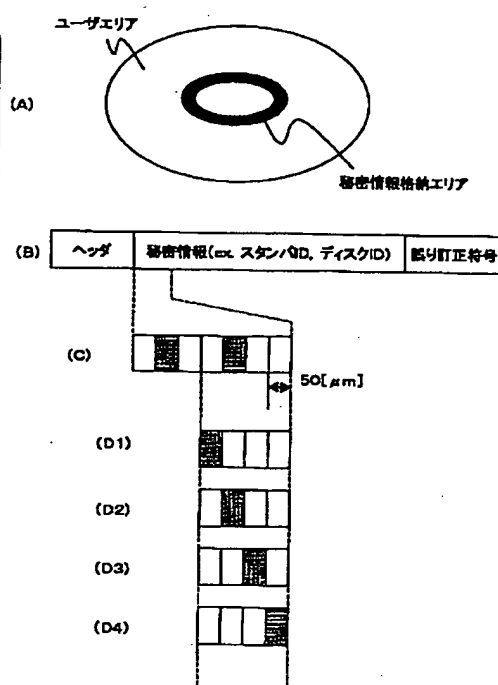 ユーザエリア
(A)
秘密情報格納エリア
(B) ヘッダ 秘密情報(ex. スタンパID, ディスクID) 誤り訂正符号
(C)
50[μm]
(D1)
(D2)
(D3)
(D4)